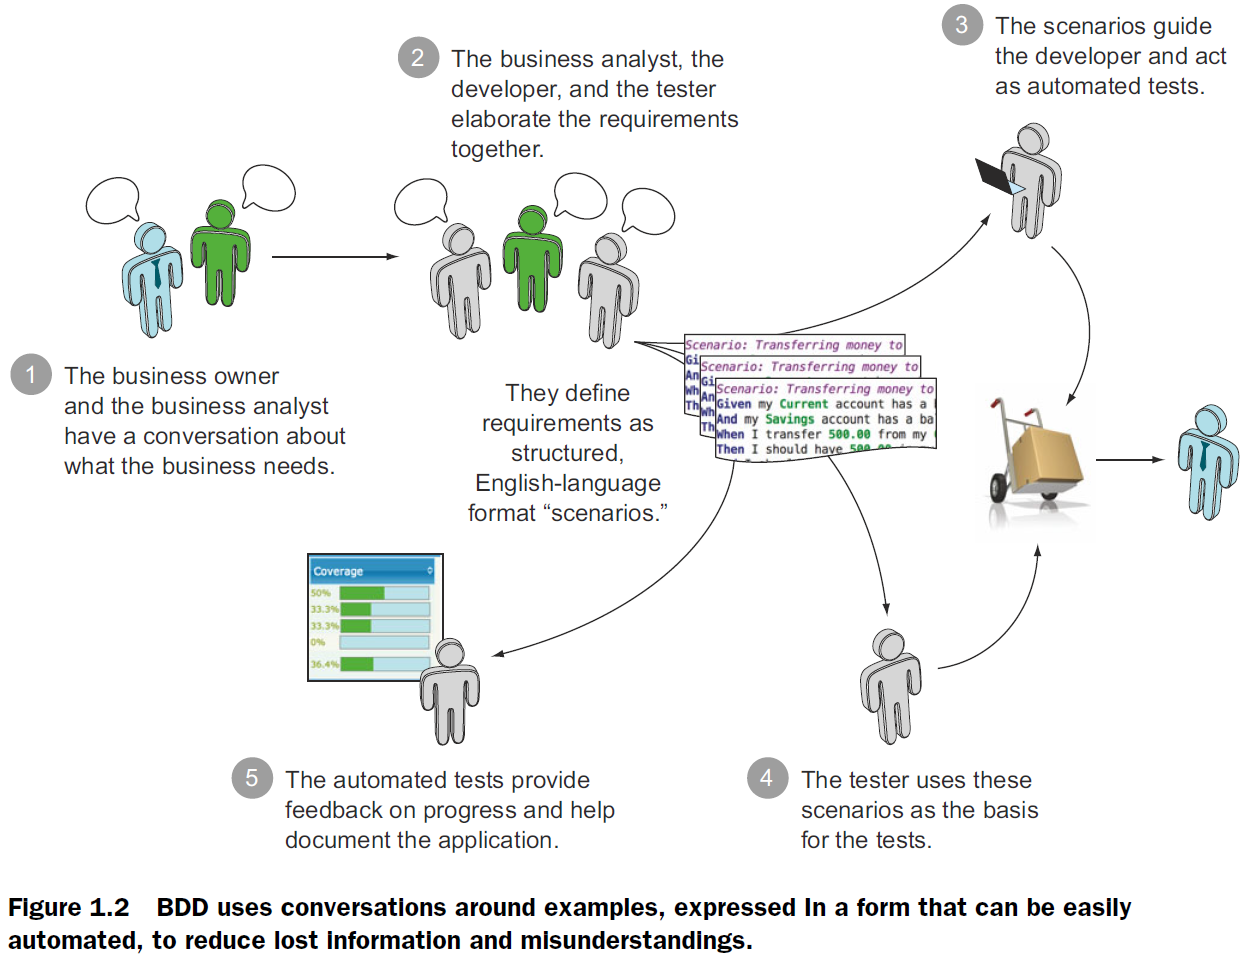 1
The business owner
and the business analyst
have a conversation about
what the business needs.
2
The business analyst, the
developer, and the tester
elaborate the requirements
together.
They define
requirements as
structured,
English-language
format “scenarios.”
Scenario: Transferring money to
Gi
An
Wh
Th
Scenario: Transferring money to
Gi
An
Wh
Th
Scenario: Transferring money to
Given my Current account has a
And my Savings account has a ba
When I transfer 500.00 from my
Then I should have 500.00
3
The scenarios guide
the developer and act
as automated tests.
4
The tester uses these
scenarios as the basis
for the tests.
Coverage
50%
33.3%
33.3%
0%
36.4%
5
The automated tests provide
feedback on progress and help
document the application.
Figure 1.2 BDD uses conversations around examples, expressed In a form that can be easily
automated, to reduce lost information and misunderstandings.